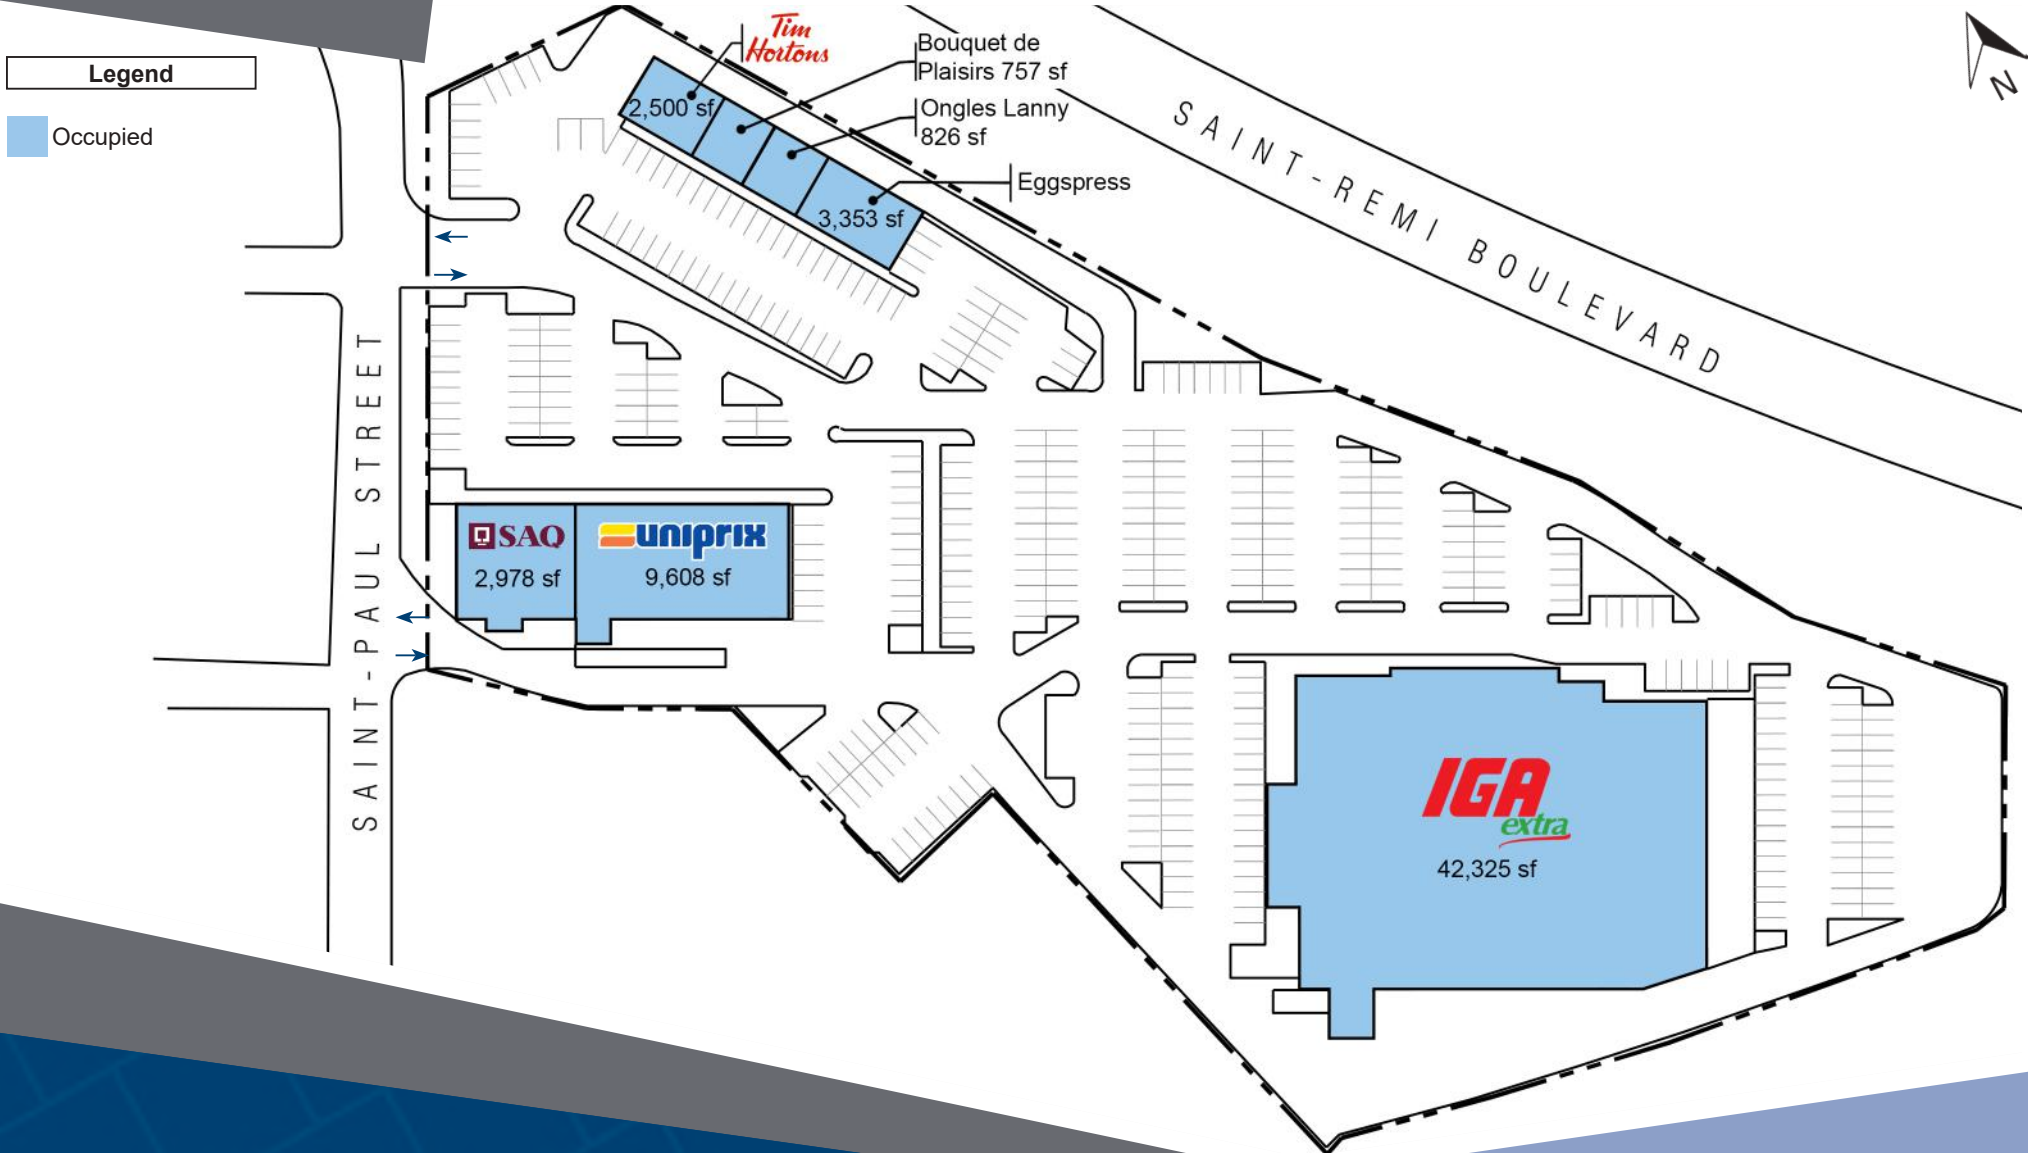 Legend
Occupied
Tim
Hortons
2,500 sf
Bouquet de
Plaisirs 757 sf
Ongles Lanny
826 sf
Eggspress
3,353 sf
SAINT-REMI BOULEVARD
N
SAINT-PAUL STREET
SAQ
2,978 sf
uniprix
9,608 sf
IGA
extra
42,325 sf